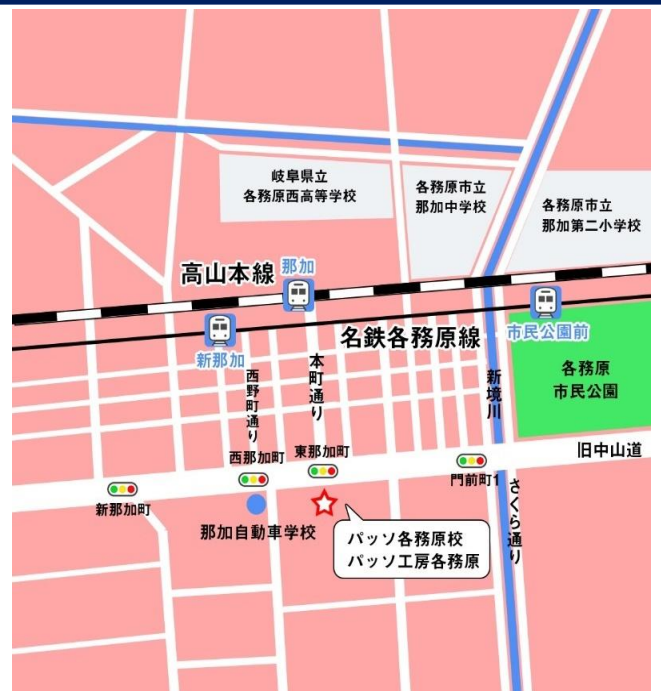 岐阜県立
各務原西高等学校
各務原市立
那加中学校
各務原市立
那加第二小学校
高山本線
那加
新那加
名鉄各務原線
市民公園前
各務原
市民公園
西野町通り
本町通り
新境川
西那加町
東那加町
旧中山道
新那加町
門前町1
那加自動車学校
さくら通り
パッソ各務原校
パッソ工房各務原